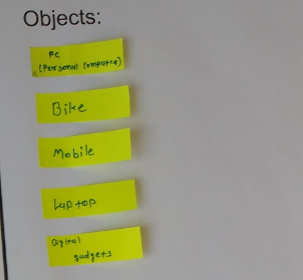 Objects:
PC
(Personal Computer)
Bike
Mobile
Laptop
Digital
gadgets